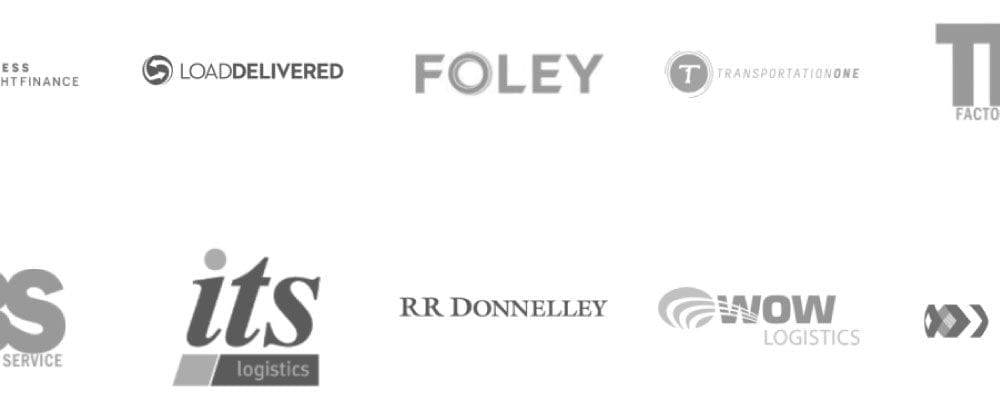 ESS
HTFINANCE
LOADDELIVERED
FOLEY
T
TRANSPORTATIONONE
FACTO
S
SERVICE
its
logistics
RR DONNELLEY
WOW
LOGISTICS